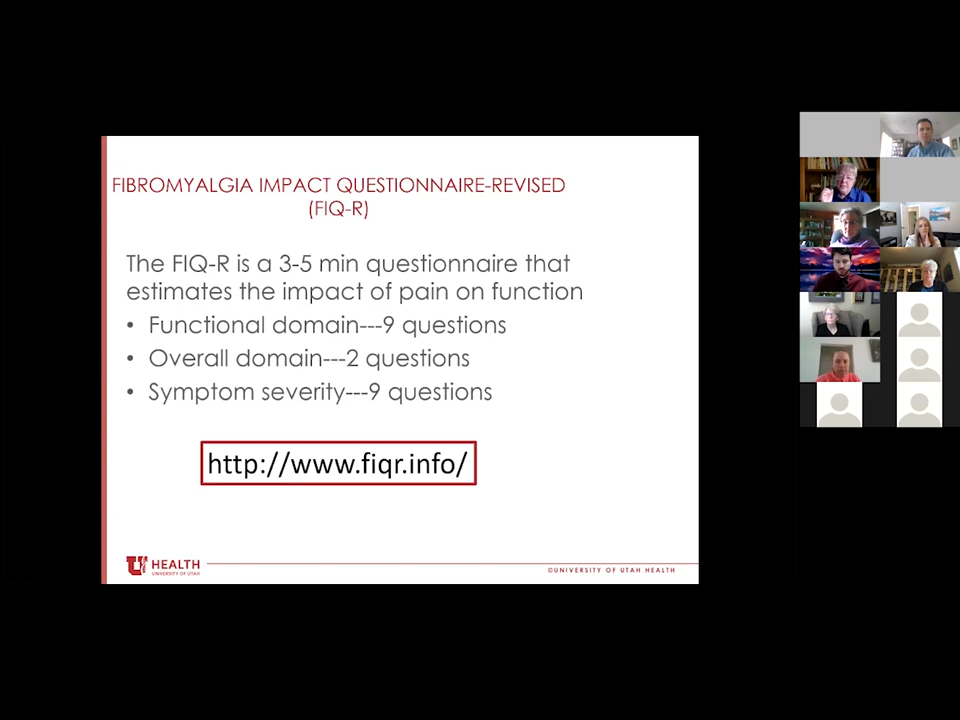 FIBROMYALGIA IMPACT QUESTIONNAIRE-REVISED
(FIQ-R)
The FIQ-R is a 3-5 min questionnaire that
estimates the impact of pain on function
• Functional domain---9 questions
• Overall domain---2 questions
• Symptom severity---9 questions
http://www.fiqr.info/
U HEALTH
UNIVERSITY OF UTAH
©UNIVERSITY OF UTAH HEALTH